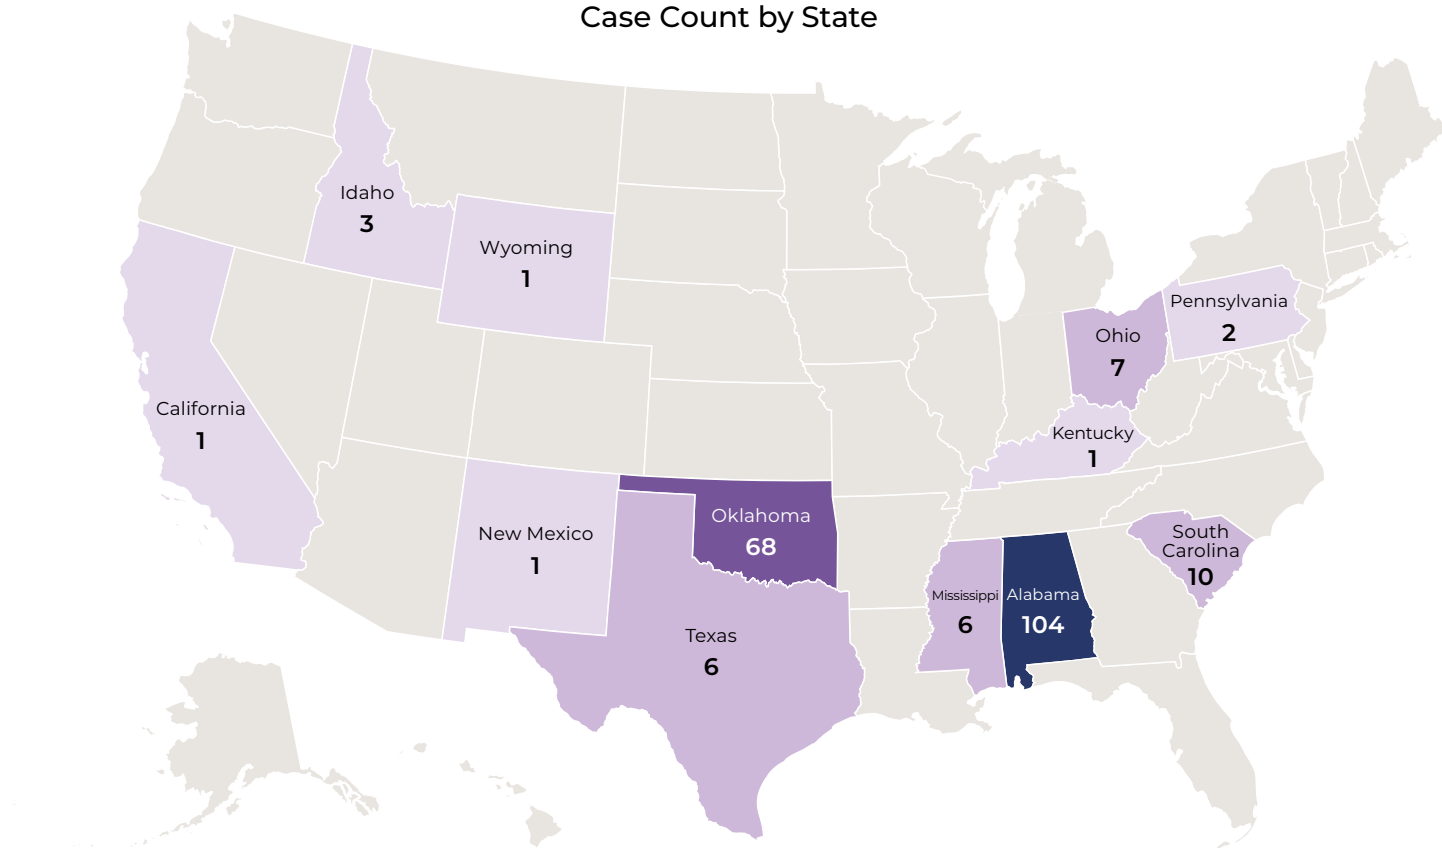 Case Count by State
Idaho
3
Wyoming
1
Pennsylvania
2
Ohio
7
California
1
Kentucky
1
New Mexico
1
Oklahoma
68
South
Carolina
10
Mississippi
6
Alabama
104
Texas
6